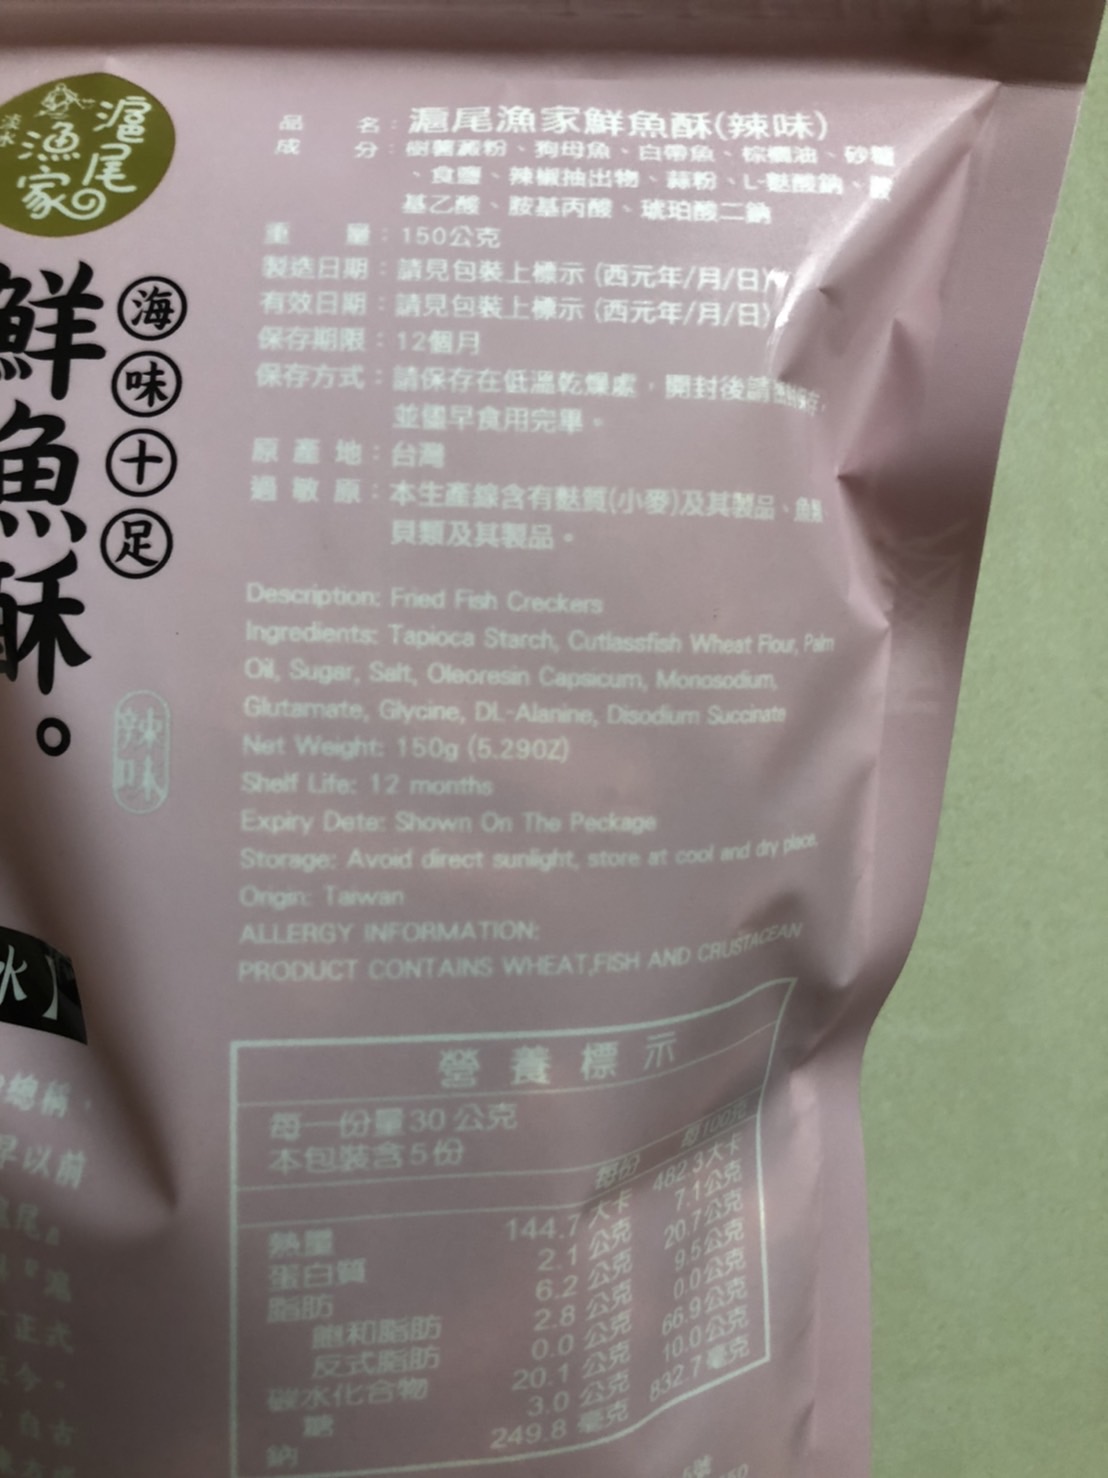 滬尾
漁家
淡水
鮮魚酥。
海味十足
辣味
水】
品名：滬尾漁家鮮魚酥(辣味)
成分：樹薯澱粉、狗母魚、白帶魚、棕櫚油、砂糖
、食鹽、辣椒抽出物、蒜粉、L-麩酸鈉、
基乙酸、胺基丙酸、琥珀酸二鈉
重量：150公克
製造日期：請見包裝上標示 (西元年/月/日)
有效日期：請見包裝上標示 (西元年/月/日)
保存期限：12個月
保存方式：請保存在低溫乾燥處，開封後請
並儘早食用完畢。
原產地：台灣
過敏原：本生產線含有麩質(小麥)及其製品、魚
貝類及其製品。
Description: Fried Fish Creckers
Ingredients: Tapioca Starch, Cutlassfish Wheat Flour, Palm
Oil, Sugar, Salt, Oleoresin Capsicum, Monosodium,
Glutamate, Glycine, DL-Alanine, Disodium Succinate
Net Weight: 150g (5.29OZ)
Shelf Life: 12 months
Expiry Dete: Shown On The Peckage
Storage: Avoid direct sunlight, store at cool and dry place.
Origin: Taiwan
ALLERGY INFORMATION:
PRODUCT CONTAINS WHEAT,FISH AND CRUSTACEAN
營養標示
每一份量30公克
本包裝含5份
每份 每100克
熱量 144.7大卡 482.3大卡
蛋白質 2.1公克 7.1公克
脂肪 6.2公克 20.7公克
飽和脂肪 2.8公克 9.5公克
反式脂肪 0.0公克 0.0公克
碳水化合物 20.1公克 66.9公克
糖 3.0公克 10.0公克
鈉 249.8毫克 832.7毫克
早以前
正式
自古